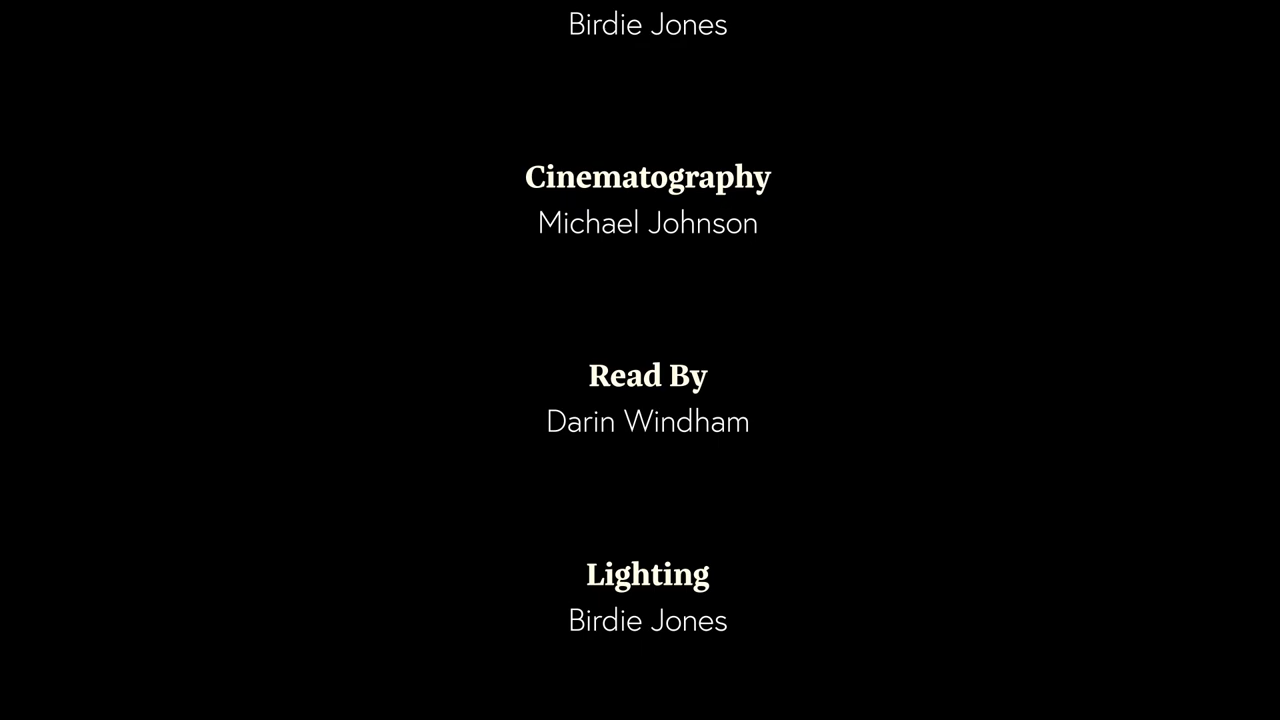 Birdie Jones
Cinematography
Michael Johnson
Read By
Darin Windham
Lighting
Birdie Jones